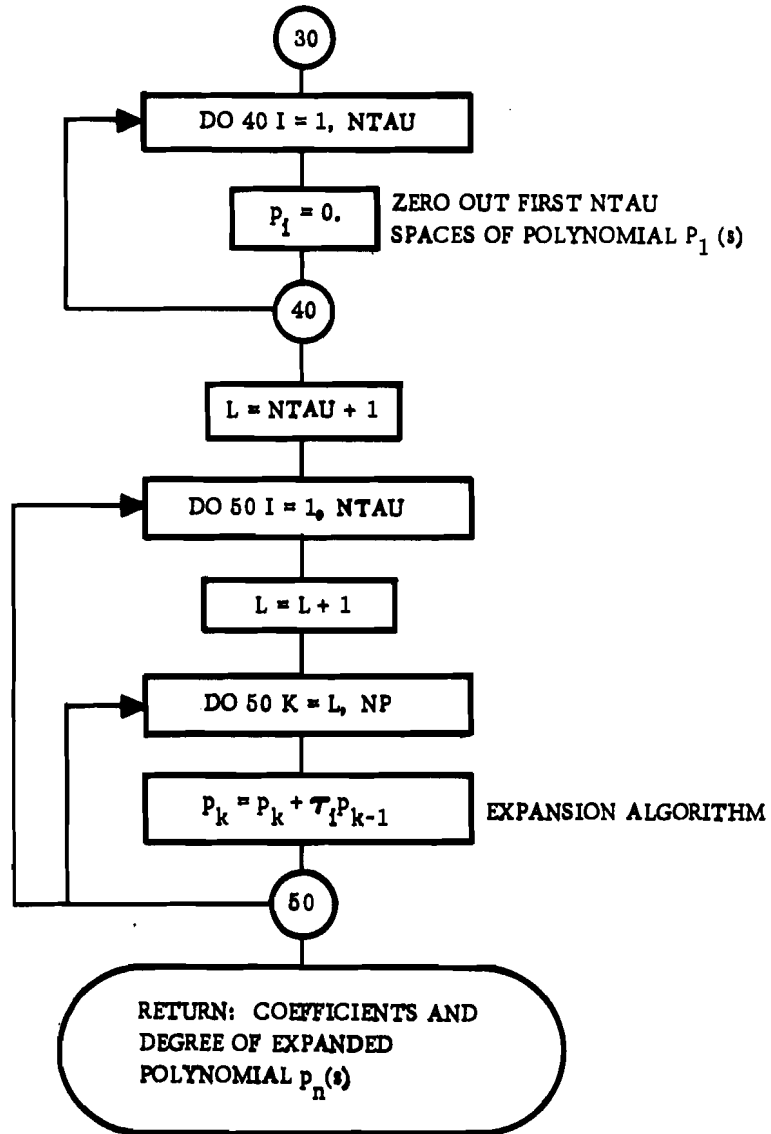 30
DO 40 I = 1, NTAU
p_i = 0.
ZERO OUT FIRST NTAU
SPACES OF POLYNOMIAL P_1 (s)
40
L = NTAU + 1
DO 50 I = 1, NTAU
L = L + 1
DO 50 K = L, NP
p_k = p_k + τ_i p_{k-1}
EXPANSION ALGORITHM
50
RETURN: COEFFICIENTS AND
DEGREE OF EXPANDED
POLYNOMIAL p_n(s)